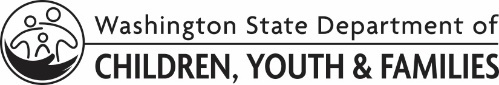 Washington State Department of
CHILDREN, YOUTH & FAMILIES